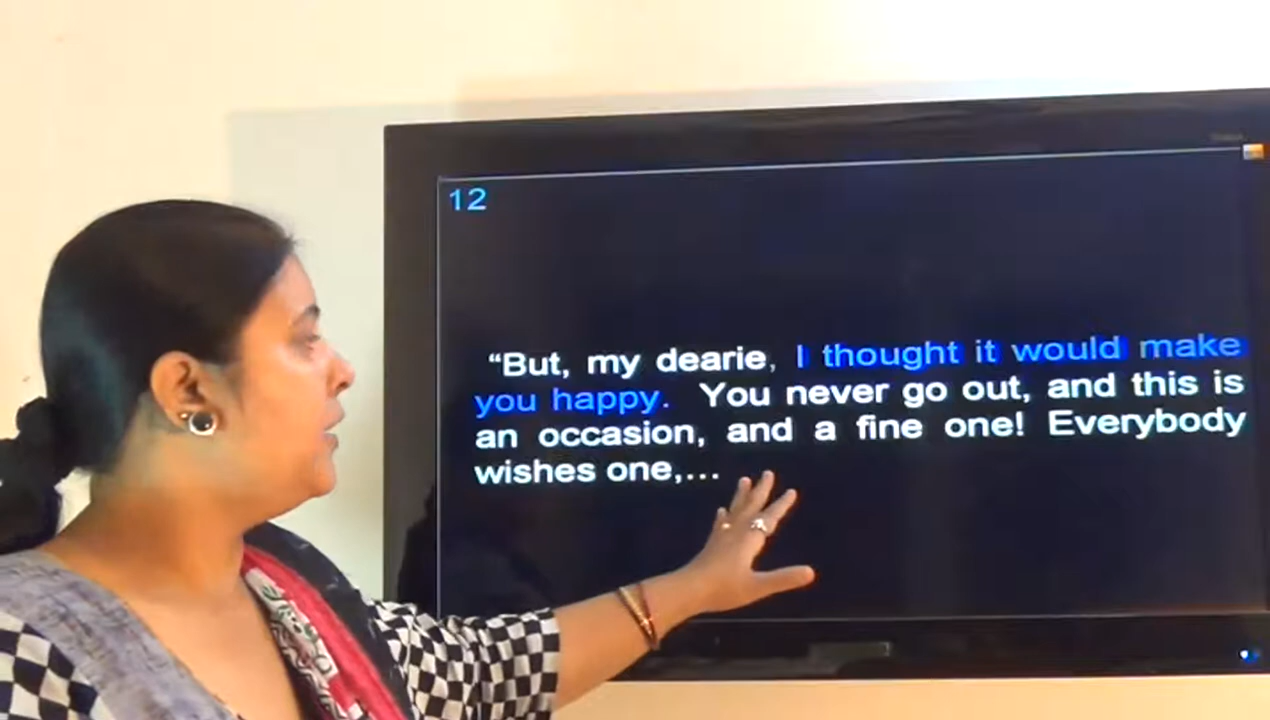 12
“But, my dearie, I thought it would make
you happy. You never go out, and this is
an occasion, and a fine one! Everybody
wishes one,...